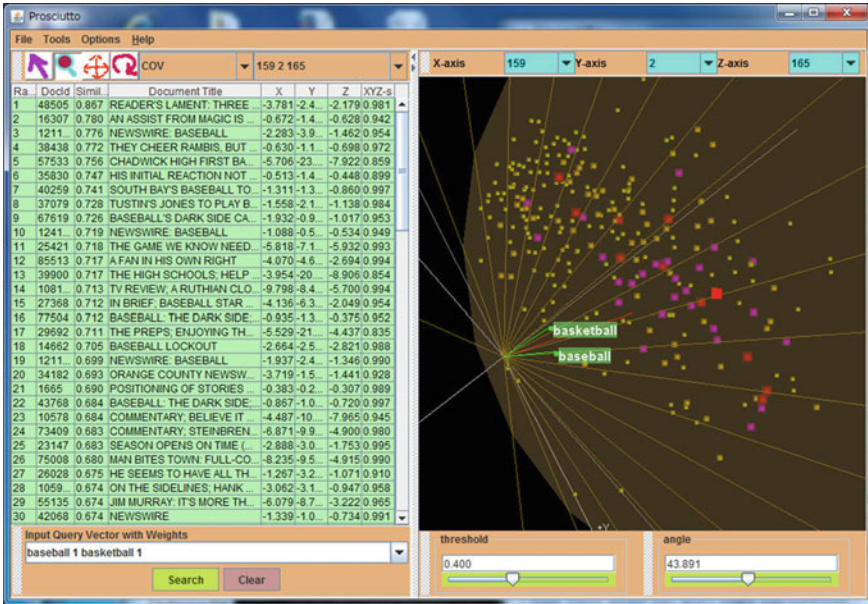 Prosciutto
File Tools Options Help
COV 159 2 165
X-axis 159 Y-axis 2 Z-axis 165
Ra... DocId Simil... Document Title X Y Z XYZ-s
1 48505 0.867 READER'S LAMENT: THREE ... -3.781 -2.4... -2.179 0.981
2 16307 0.780 AN ASSIST FROM MAGIC IS ... -0.672 -1.4... -0.628 0.942
3 1211... 0.776 NEWSWIRE: BASEBALL -2.283 -3.9... -1.462 0.954
4 38438 0.772 THEY CHEER RAMBIS, BUT ... -0.630 -1.1... -0.698 0.972
5 57533 0.756 CHADWICK HIGH FIRST BA... -5.706 -23... -7.922 0.859
6 35830 0.747 HIS INITIAL REACTION NOT ... -0.513 -1.4... -0.448 0.899
7 40259 0.741 SOUTH BAY'S BASEBALL TO... -1.311 -1.3... -0.860 0.997
8 37079 0.728 TUSTIN'S JONES TO PLAY B... -1.558 -2.1... -1.138 0.984
9 67619 0.726 BASEBALL'S DARK SIDE CA... -1.932 -0.9... -1.017 0.953
10 1241... 0.719 NEWSWIRE: BASEBALL -1.088 -0.5... -0.534 0.949
11 25421 0.718 THE GAME WE KNOW NEED... -5.818 -7.1... -5.932 0.993
12 85513 0.717 A FAN IN HIS OWN RIGHT -4.070 -4.6... -2.694 0.994
13 39900 0.717 THE HIGH SCHOOLS; HELP ... -3.954 -20... -8.906 0.854
14 1081... 0.713 TV REVIEW; A RUTHIAN CLO... -9.798 -8.4... -5.700 0.994
15 27368 0.712 IN BRIEF; BASEBALL STAR ... -4.136 -6.3... -2.049 0.954
16 77504 0.712 BASEBALL: THE DARK SIDE; ... -0.935 -1.3... -0.375 0.952
17 29692 0.711 THE PREPS; ENJOYING TH... -5.529 -21... -4.437 0.835
18 14662 0.705 BASEBALL LOCKOUT -2.664 -2.5... -2.821 0.988
19 1211... 0.699 NEWSWIRE: BASEBALL -1.937 -2.4... -1.346 0.990
20 34182 0.693 ORANGE COUNTY NEWSW... -3.719 -1.5... -1.441 0.928
21 1665 0.690 POSITIONING OF STORIES ... -0.383 -0.2... -0.307 0.989
22 43768 0.684 BASEBALL: THE DARK SIDE; ... -0.867 -1.0... -0.720 0.997
23 10578 0.684 COMMENTARY; BELIEVE IT ... -4.487 -10... -7.965 0.945
24 73409 0.683 COMMENTARY; STEINBREN... -6.871 -9.9... -4.900 0.980
25 23147 0.683 SEASON OPENS ON TIME (... -2.888 -3.0... -1.753 0.995
26 75008 0.680 MAN BITES TOWN: FULL-CO... -8.235 -9.5... -4.915 0.990
27 26028 0.675 HE SEEMS TO HAVE ALL TH... -1.267 -3.2... -1.071 0.910
28 1059... 0.674 ON THE SIDELINES; HANK ... -3.062 -3.1... -0.947 0.958
29 55135 0.674 JIM MURRAY: IT'S MORE TH... -6.079 -8.7... -3.222 0.965
30 42068 0.674 NEWSWIRE -1.339 -1.0... -0.734 0.991
basketball
baseball
+Y
Input Query Vector with Weights
baseball 1 basketball 1
Search Clear
threshold
0.400
angle
43.891